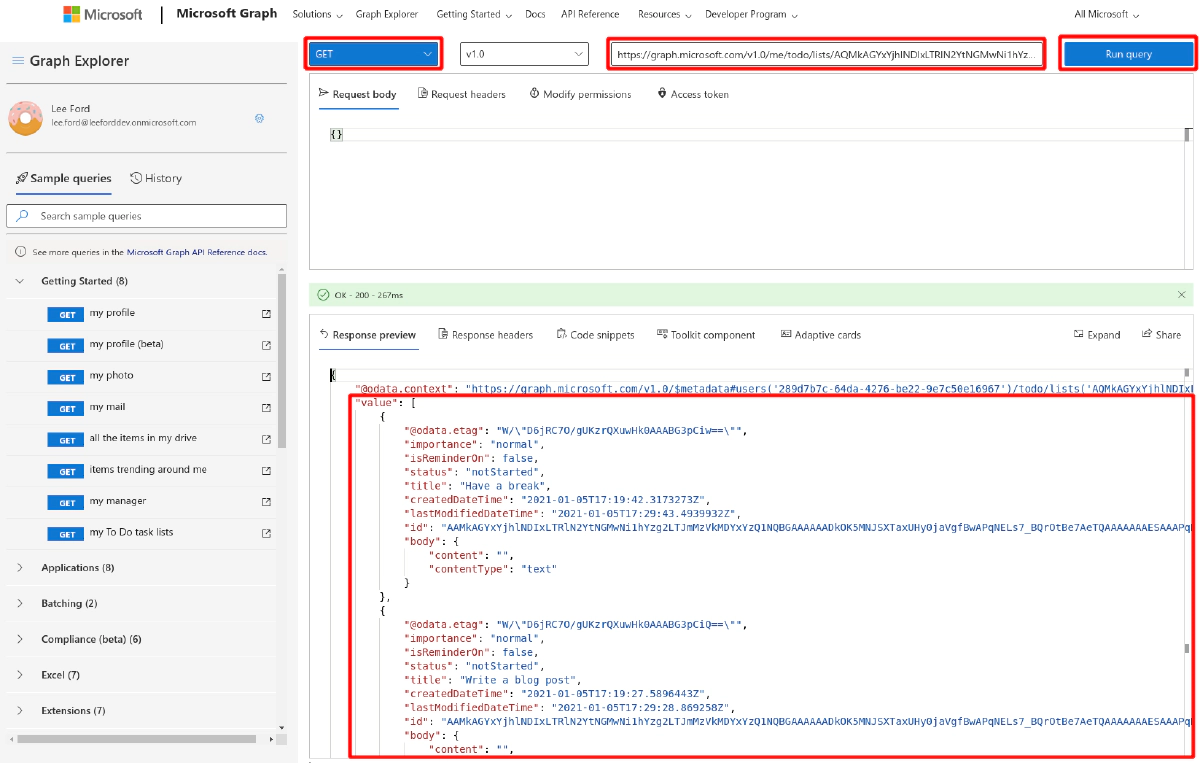 Microsoft | Microsoft Graph Solutions Graph Explorer Getting Started Docs API Reference Resources Developer Program All Microsoft
Graph Explorer
Lee Ford
lee.ford@leeforddev.onmicrosoft.com
Sample queries History
Search sample queries
See more queries in the Microsoft Graph API Reference docs.
Getting Started (8)
GET my profile
GET my profile (beta)
GET my photo
GET my mail
GET all the items in my drive
GET items trending around me
GET my manager
GET my To Do task lists
Applications (8)
Batching (2)
Compliance (beta) (6)
Excel (7)
Extensions (7)
GET v1.0 https://graph.microsoft.com/v1.0/me/todo/lists/AQMkAGYxYjhlNDIxLTRlN2YtNGMwNi1hYz... Run query
Request body Request headers Modify permissions Access token
{}
OK - 200 - 267ms
Response preview Response headers Code snippets Toolkit component Adaptive cards Expand Share
{
"@odata.context": "https://graph.microsoft.com/v1.0/$metadata#users('289d7b7c-64da-4276-be22-9e7c50e16967')/todo/lists('AQMkAGYxYjhlNDIxL
"value": [
{
"@odata.etag": "W/\"D6jRC7O/gUKzrQXuwHk0AAABG3pCiw==\"",
"importance": "normal",
"isReminderOn": false,
"status": "notStarted",
"title": "Have a break",
"createdDateTime": "2021-01-05T17:19:42.3173273Z",
"lastModifiedDateTime": "2021-01-05T17:29:43.4939932Z",
"id": "AAMkAGYxYjhlNDIxLTRlN2YtNGMwNi1hYzg2LTJmMzVkMDYxYzQ1NQBGAAAAAADkOK5MNJSXTaxUHy0jaVgfBwAPqNELs7_BQrOtBe7AeTQAAAAAAAESAAAPqN
"body": {
"content": "",
"contentType": "text"
}
},
{
"@odata.etag": "W/\"D6jRC7O/gUKzrQXuwHk0AAABG3pCiQ==\"",
"importance": "normal",
"isReminderOn": false,
"status": "notStarted",
"title": "Write a blog post",
"createdDateTime": "2021-01-05T17:19:27.5896443Z",
"lastModifiedDateTime": "2021-01-05T17:29:28.869258Z",
"id": "AAMkAGYxYjhlNDIxLTRlN2YtNGMwNi1hYzg2LTJmMzVkMDYxYzQ1NQBGAAAAAADkOK5MNJSXTaxUHy0jaVgfBwAPqNELs7_BQrOtBe7AeTQAAAAAAAESAAAPqN
"body": {
"content": "",